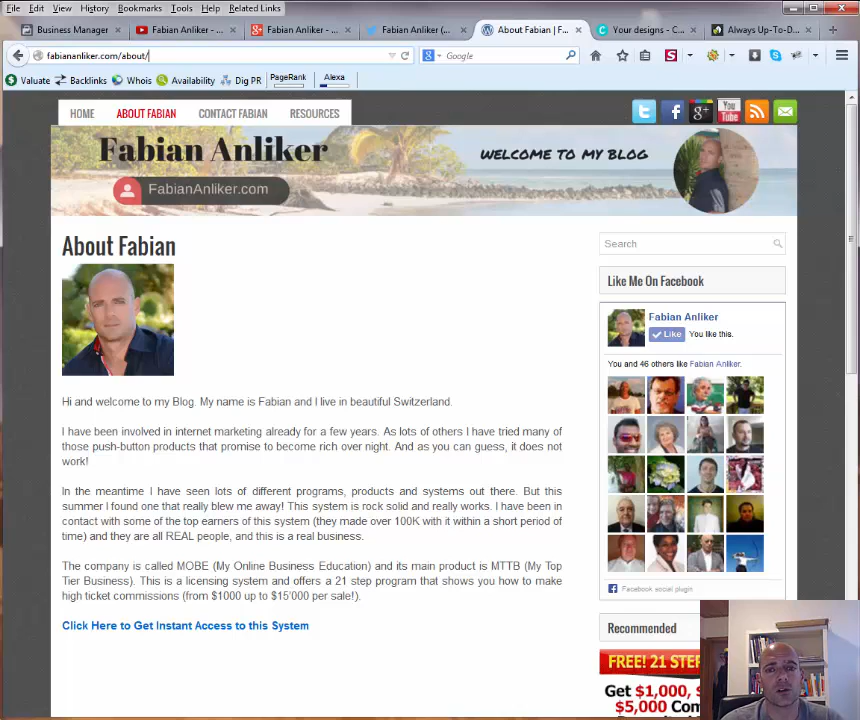 File Edit View History Bookmarks Tools Help Related Links
Business Manager
Fabian Anliker - ...
Fabian Anliker - ...
Fabian Anliker (...
About Fabian | F...
Your designs - C...
Always Up-To-D...
fabiananliker.com/about/
Google
Valuate Backlinks Whois Availability Dig PR PageRank Alexa
HOME ABOUT FABIAN CONTACT FABIAN RESOURCES
You Tube
Fabian Anliker
WELCOME TO MY BLOG
FabianAnliker.com
About Fabian
Search
Like Me On Facebook
Fabian Anliker
Like You like this.
You and 46 others like Fabian Anliker.
Facebook social plugin
Hi and welcome to my Blog. My name is Fabian and I live in beautiful Switzerland.
I have been involved in internet marketing already for a few years. As lots of others I have tried many of
those push-button products that promise to become rich over night. And as you can guess, it does not
work!
In the meantime I have seen lots of different programs, products and systems out there. But this
summer I found one that really blew me away! This system is rock solid and really works. I have been in
contact with some of the top earners of this system (they made over 100K with it within a short period of
time) and they are all REAL people, and this is a real business.
The company is called MOBE (My Online Business Education) and its main product is MTTB (My Top
Tier Business). This is a licensing system and offers a 21 step program that shows you how to make
high ticket commissions (from $1000 up to $15'000 per sale!).
Click Here to Get Instant Access to this System
Recommended
FREE! 21 STEP
Get $1,000, $
$5,000 Com